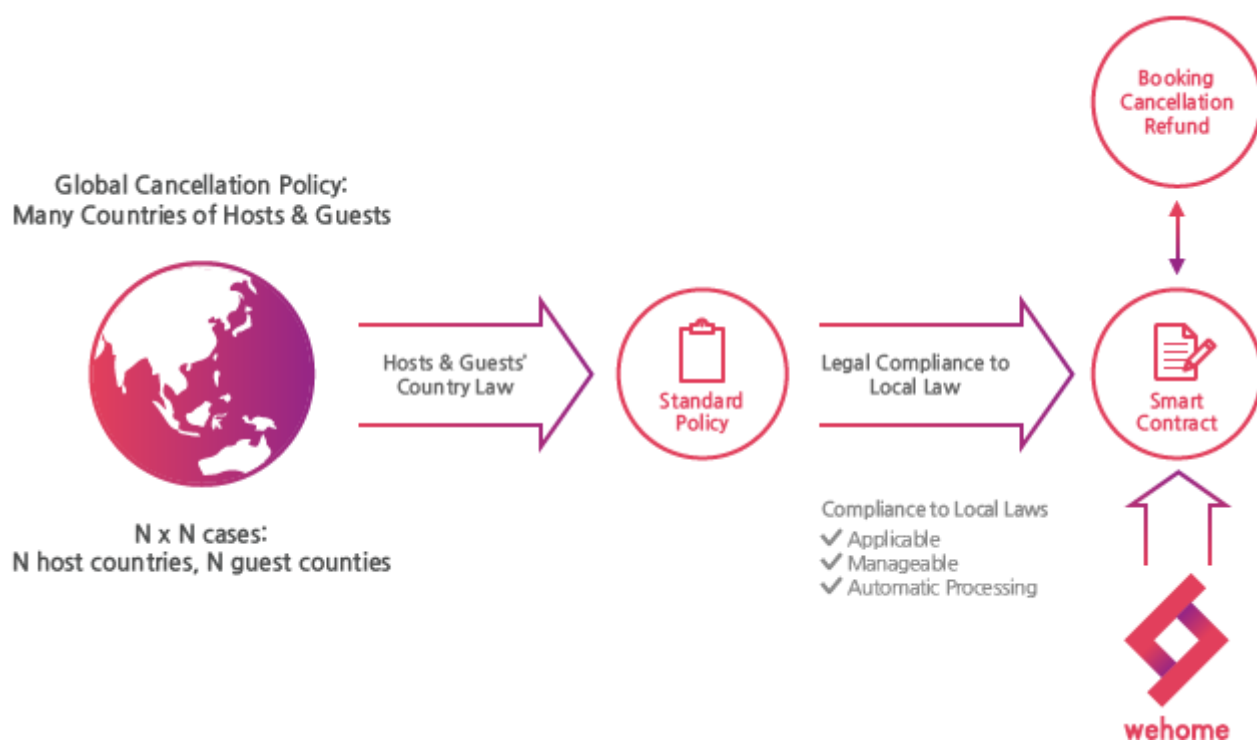 Global Cancellation Policy:
Many Countries of Hosts & Guests
N x N cases:
N host countries, N guest counties
Hosts & Guests'
Country Law
Standard
Policy
Legal Compliance to
Local Law
Compliance to Local Laws
✓ Applicable
✓ Manageable
✓ Automatic Processing
Booking
Cancellation
Refund
Smart
Contract
wehome